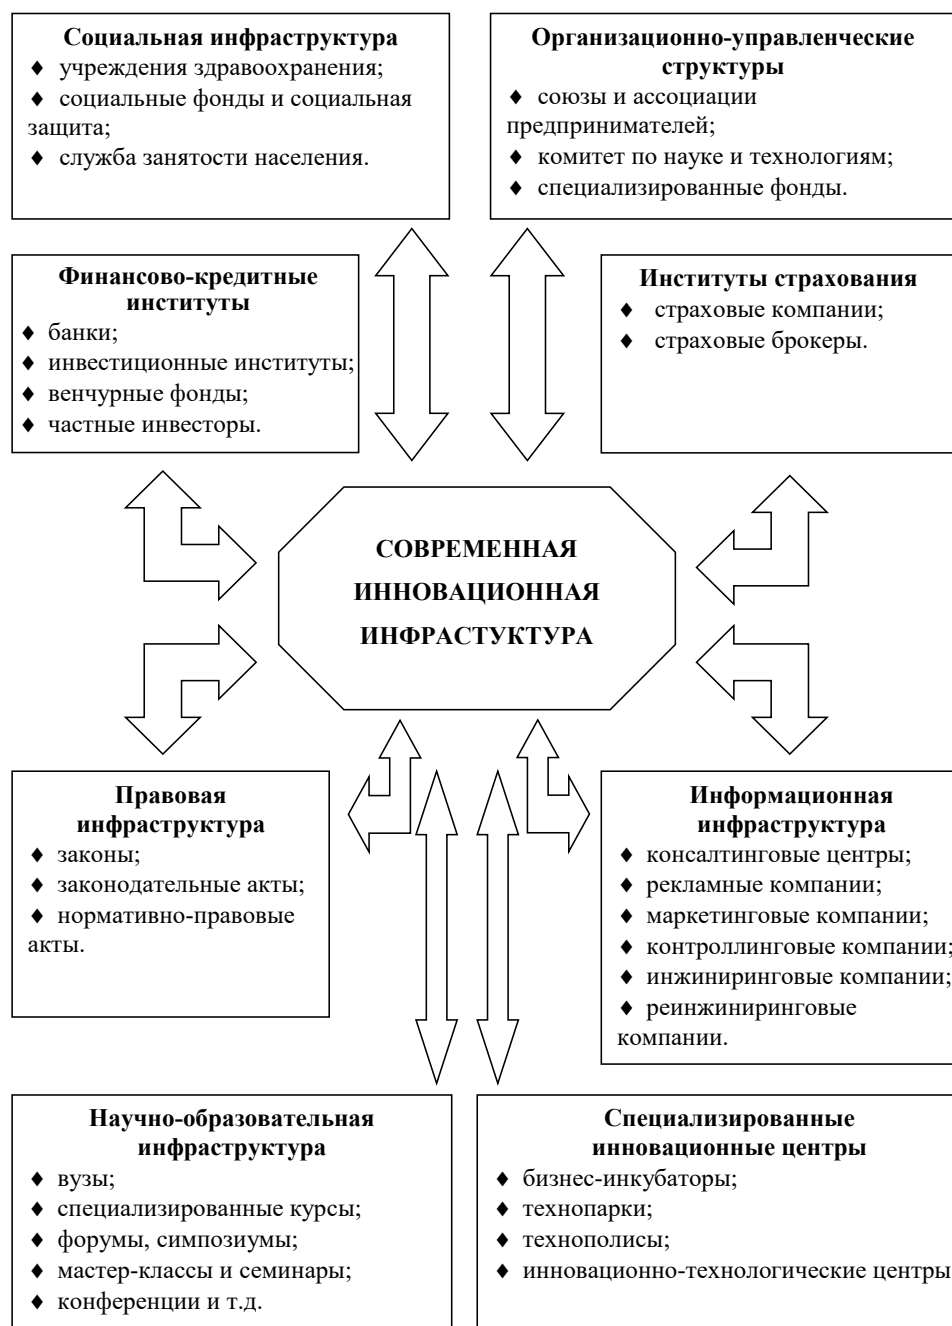 Социальная инфраструктура
♦ учреждения здравоохранения;
♦ социальные фонды и социальная
защита;
♦ служба занятости населения.
Организационно-управленческие
структуры
♦ союзы и ассоциации
предпринимателей;
♦ комитет по науке и технологиям;
♦ специализированные фонды.
Финансово-кредитные
институты
♦ банки;
♦ инвестиционные институты;
♦ венчурные фонды;
♦ частные инвесторы.
Институты страхования
♦ страховые компании;
♦ страховые брокеры.
СОВРЕМЕННАЯ
ИННОВАЦИОННАЯ
ИНФРАСТУКТУРА
Правовая
инфраструктура
♦ законы;
♦ законодательные акты;
♦ нормативно-правовые
акты.
Информационная
инфраструктура
♦ консалтинговые центры;
♦ рекламные компании;
♦ маркетинговые компании;
♦ контроллинговые компании;
♦ инжиниринговые компании;
♦ реинжиниринговые
компании.
Научно-образовательная
инфраструктура
♦ вузы;
♦ специализированные курсы;
♦ форумы, симпозиумы;
♦ мастер-классы и семинары;
♦ конференции и т.д.
Специализированные
инновационные центры
♦ бизнес-инкубаторы;
♦ технопарки;
♦ технополисы;
♦ инновационно-технологические центры